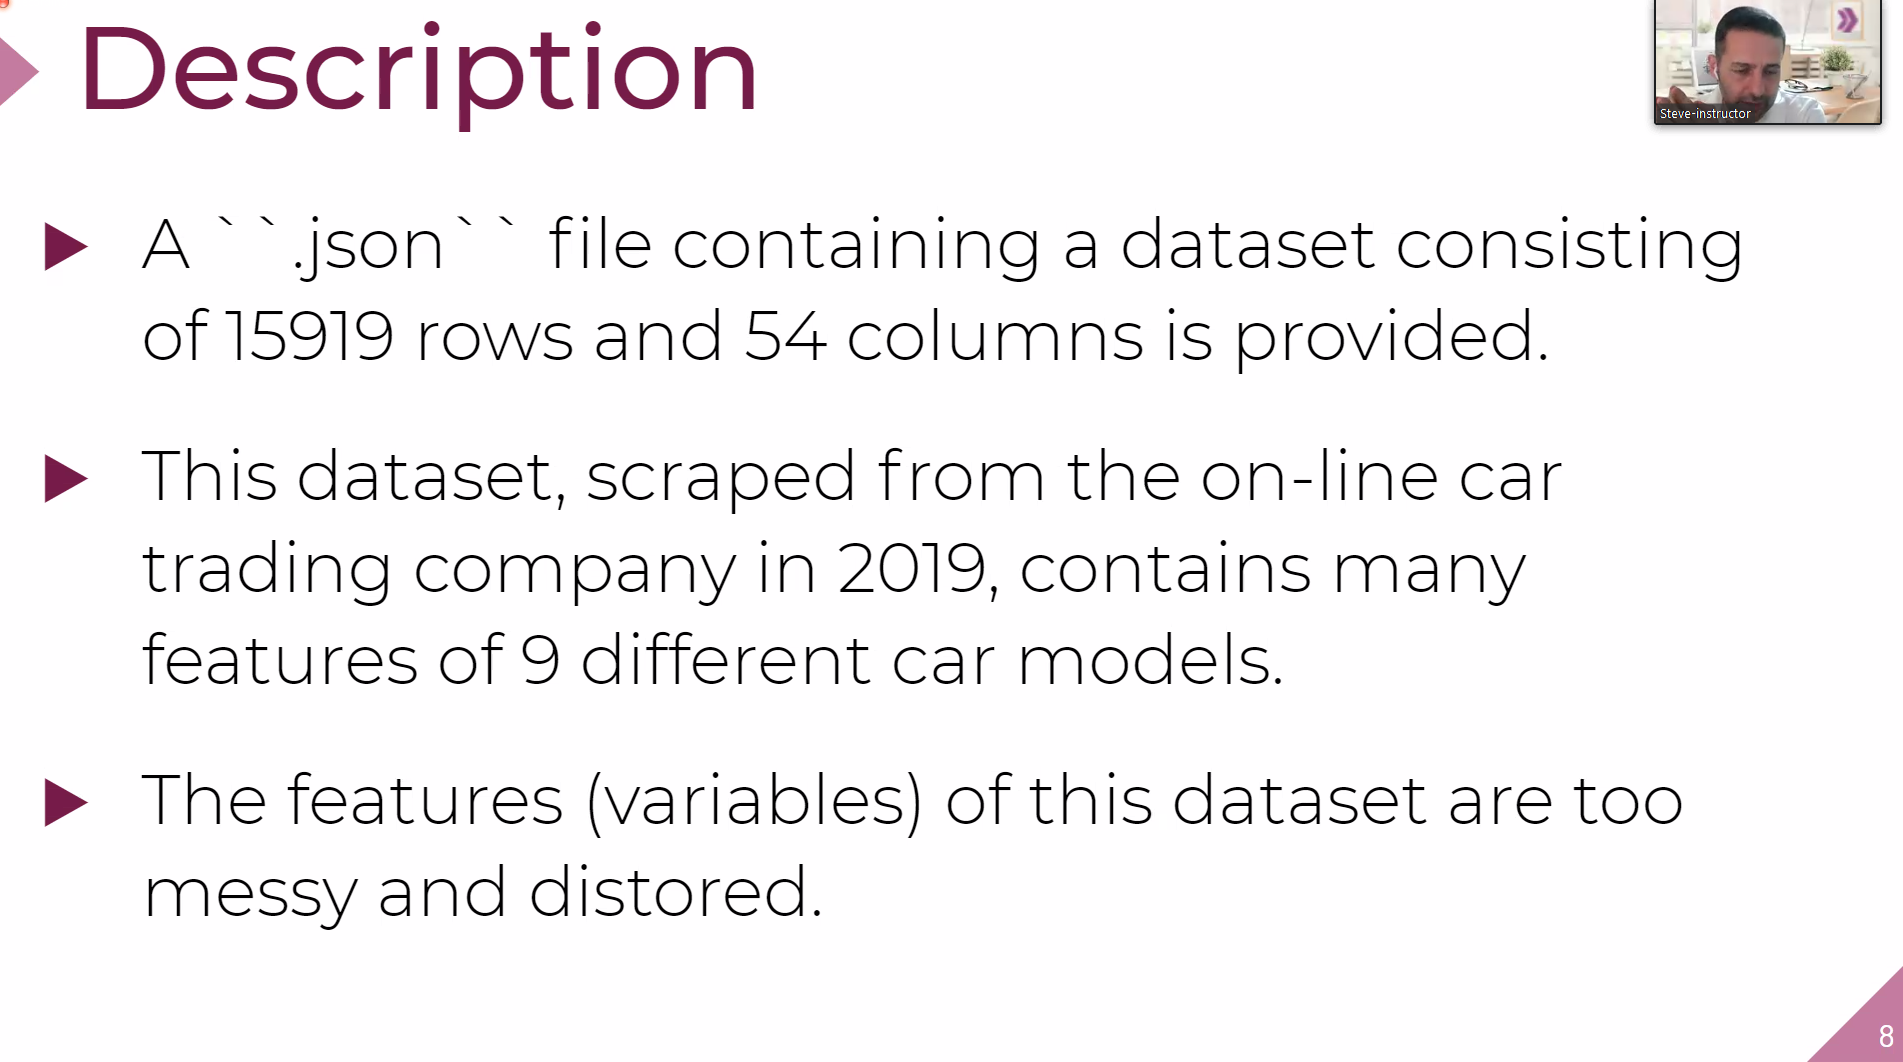 Description
Steve-instructor
A ``.json`` file containing a dataset consisting
of 15919 rows and 54 columns is provided.
This dataset, scraped from the on-line car
trading company in 2019, contains many
features of 9 different car models.
The features (variables) of this dataset are too
messy and distored.
8